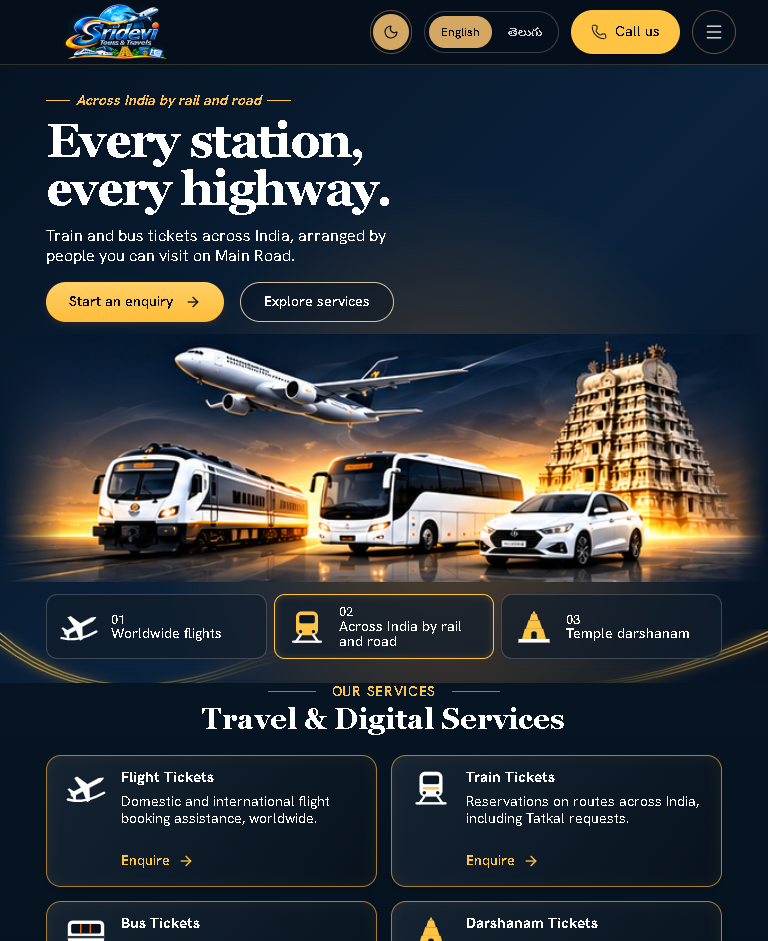 Sridevi
Tours & Travels
English
తెలుగు
Call us
Across India by rail and road
Every station,
every highway.
Train and bus tickets across India, arranged by
people you can visit on Main Road.
Start an enquiry
Explore services
01
Worldwide flights
02
Across India by rail
and road
03
Temple darshanam
OUR SERVICES
Travel & Digital Services
Flight Tickets
Domestic and international flight
booking assistance, worldwide.
Enquire
Train Tickets
Reservations on routes across India,
including Tatkal requests.
Enquire
Bus Tickets
Darshanam Tickets